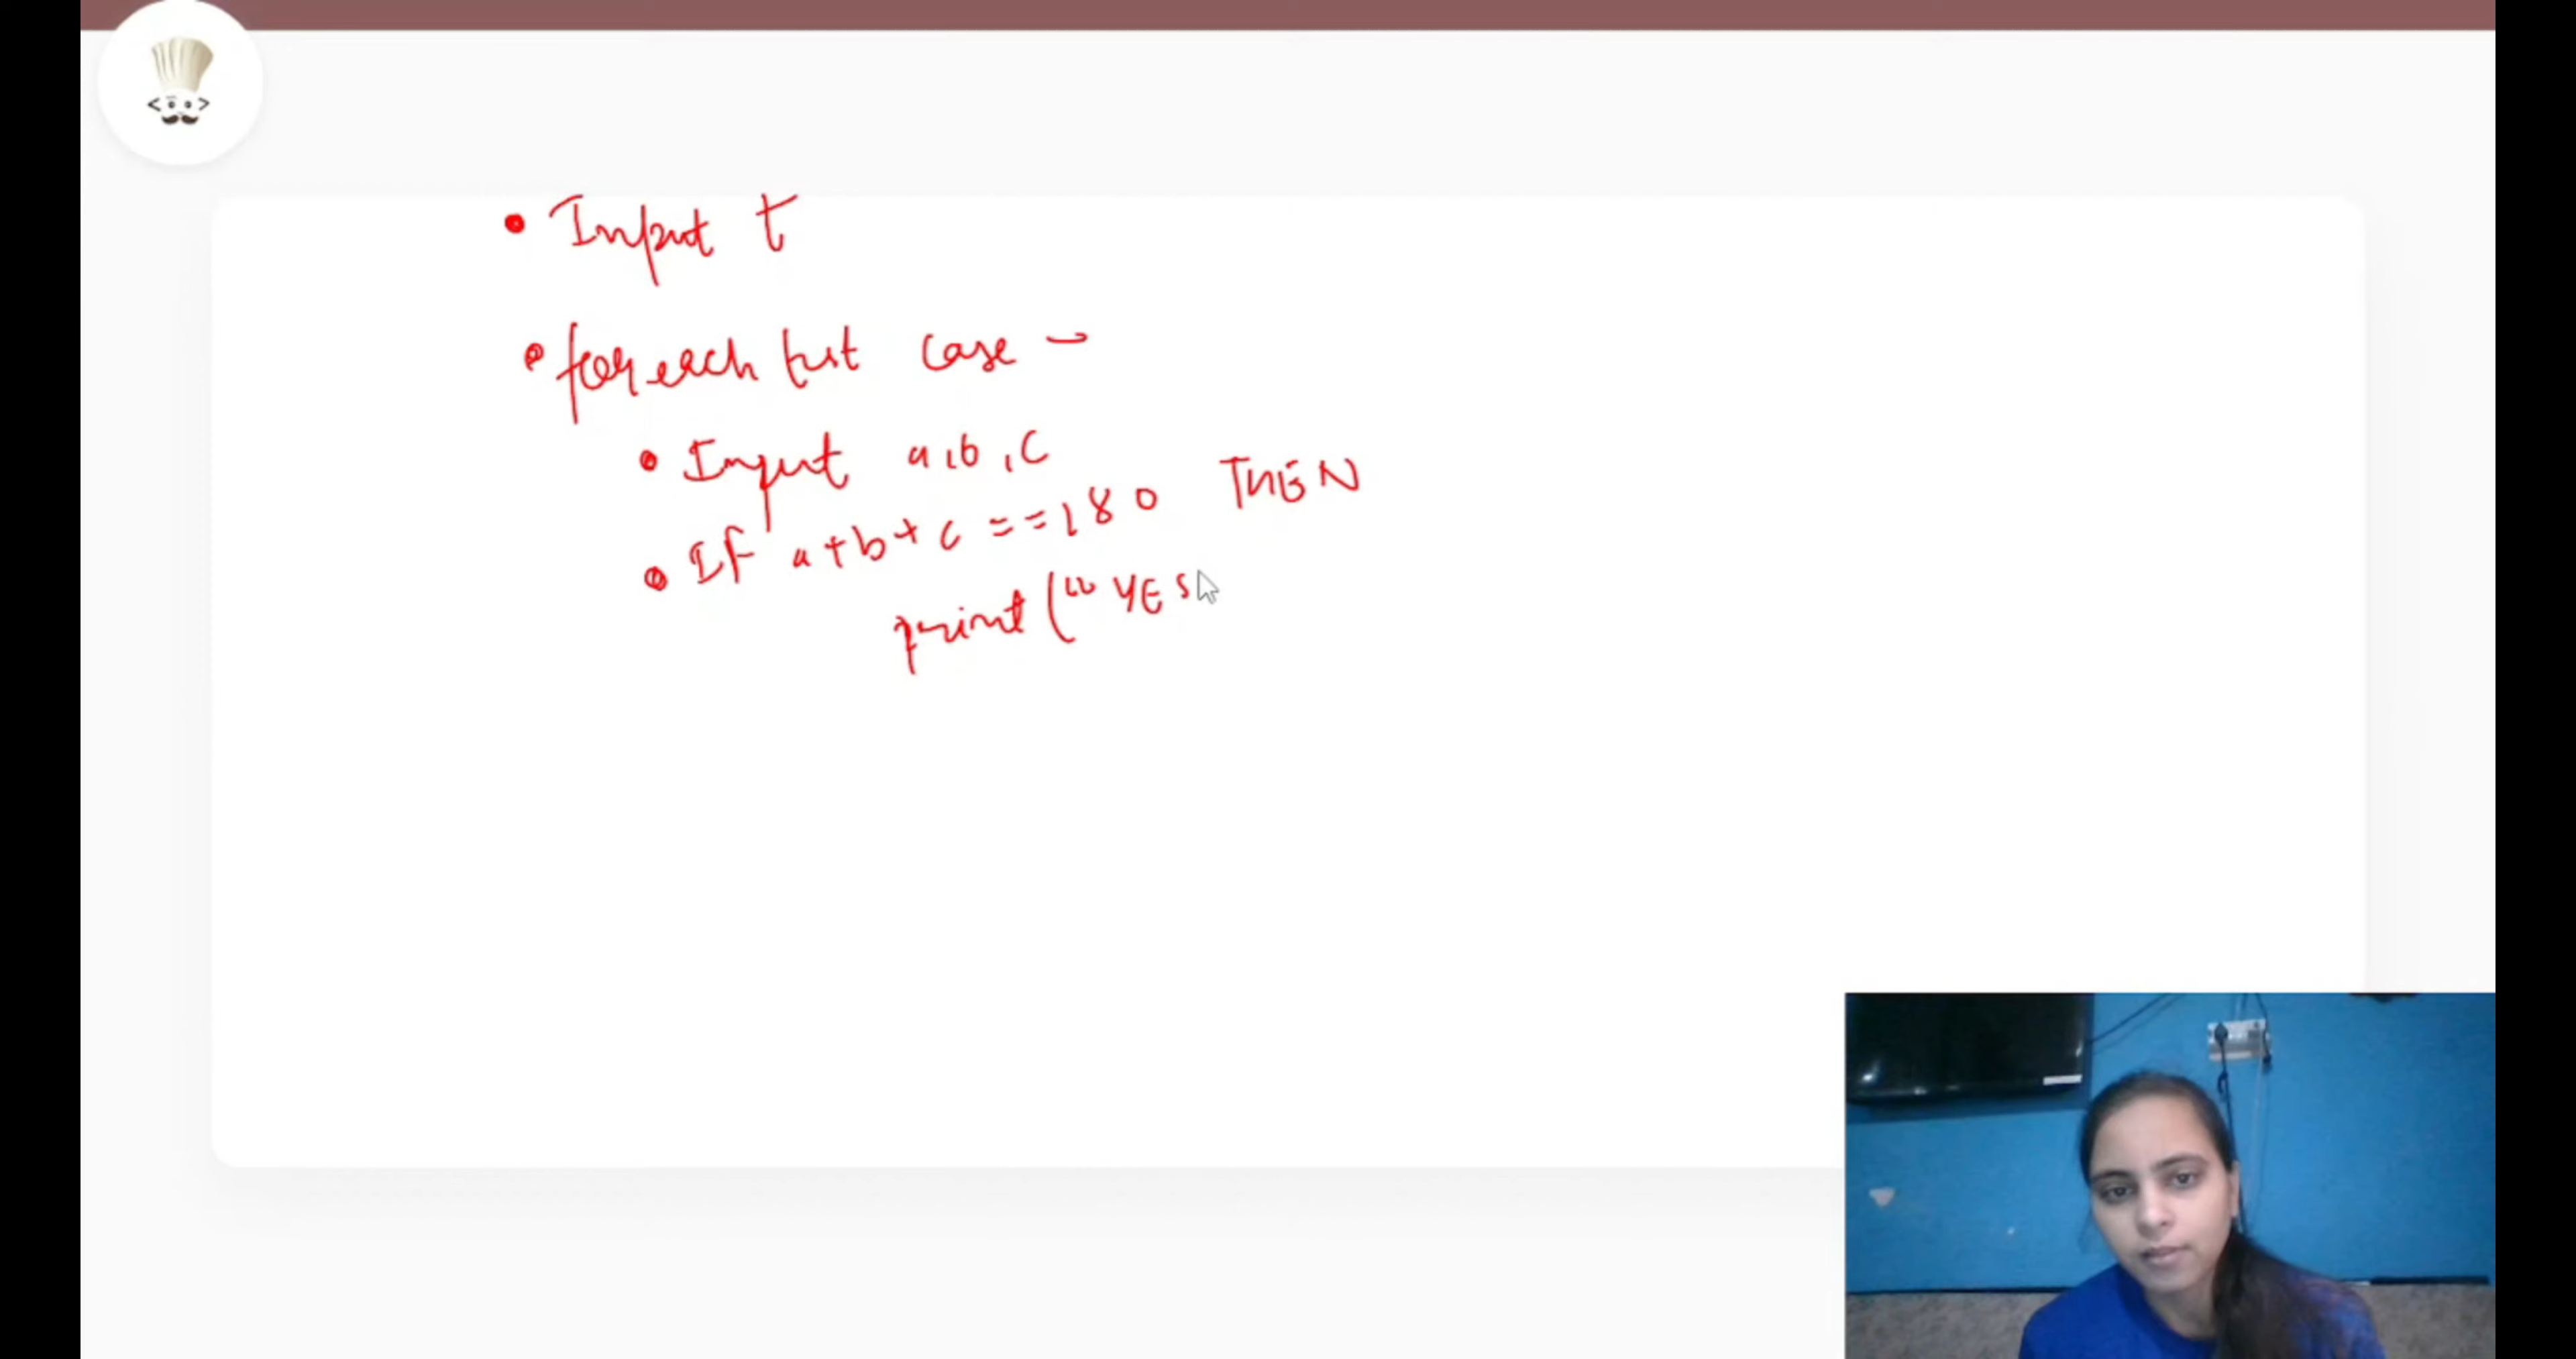 • Input t
• for each test case -
• Input a, b, c
• If a+b+c ==180 THEN
print ("YES